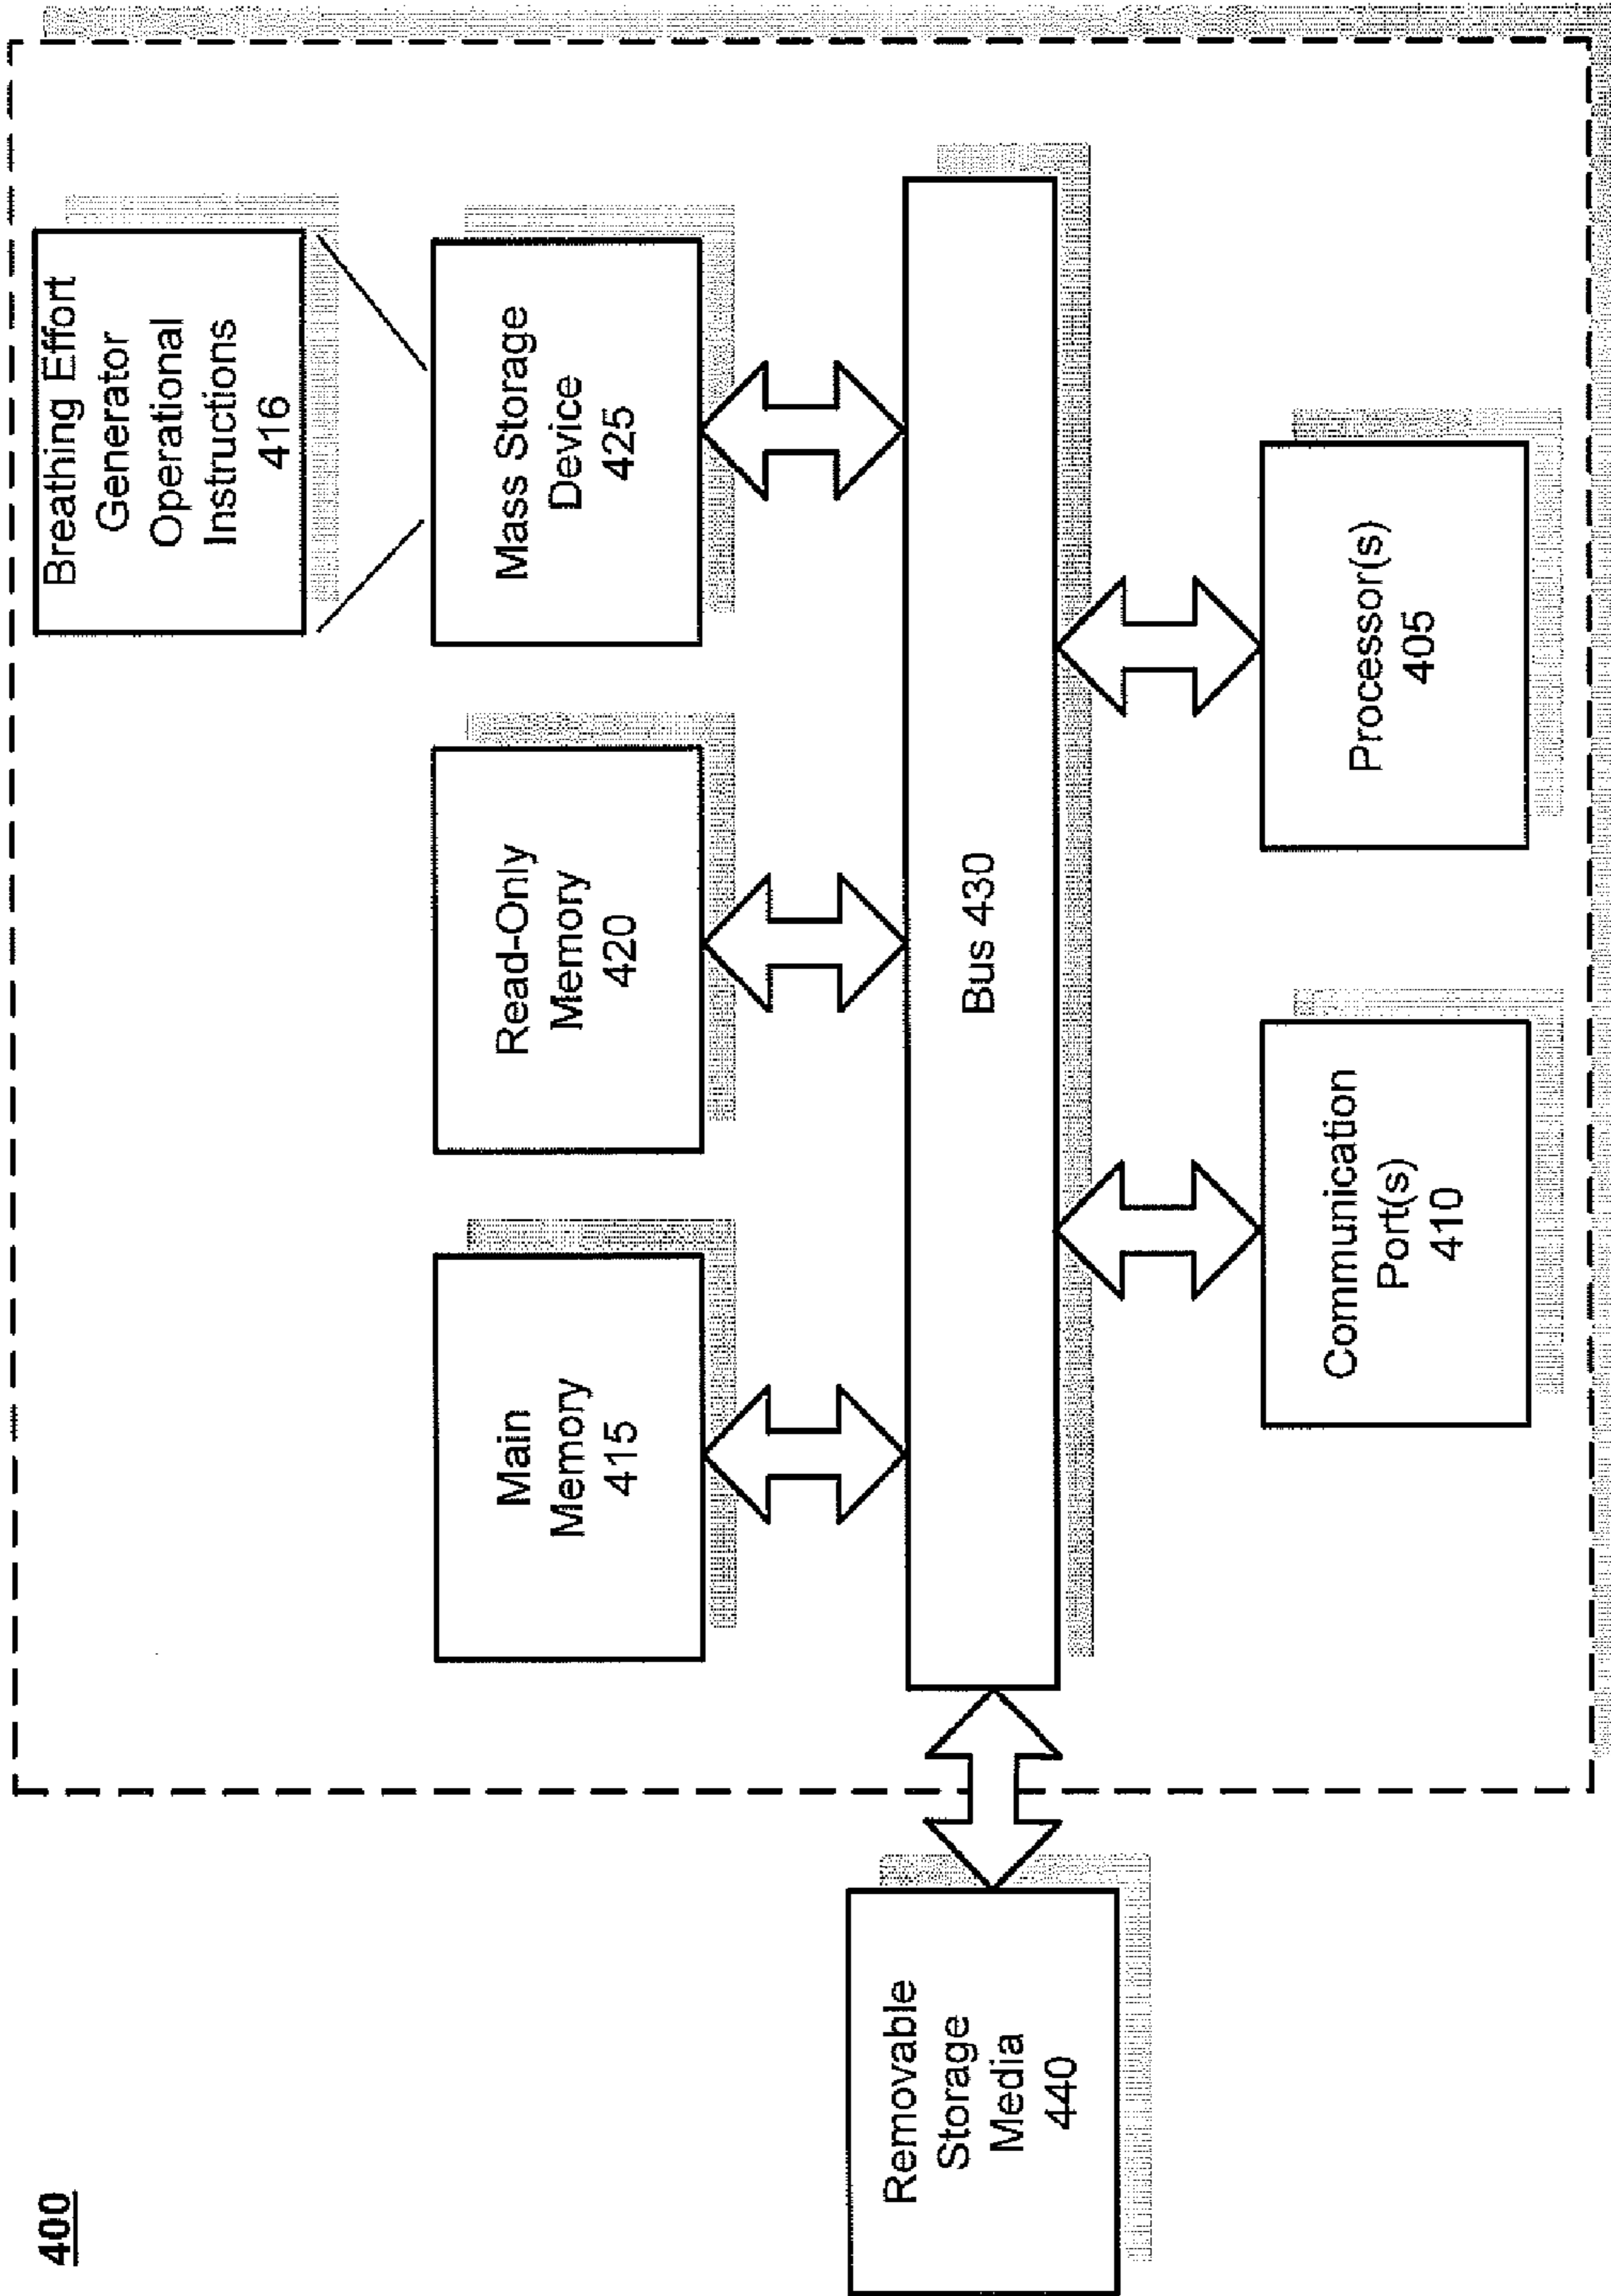 400
Breathing Effort
Generator
Operational
Instructions
416
Main
Memory
415
Read-Only
Memory
420
Mass Storage
Device
425
Removable
Storage
Media
440
Bus 430
Communication
Port(s)
410
Processor(s)
405